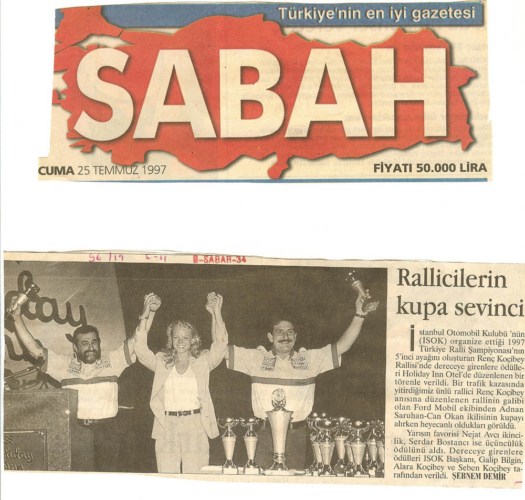 Türkiye'nin en iyi gazetesi
SABAH
CUMA 25 TEMMUZ 1997
FİYATI 50.000 LİRA
B-SABAH-34
Rallicilerin
kupa sevinci
İstanbul Otomobil Kulübü 'nün
(ISOK) organize ettiği 1997
Türkiye Ralli Şampiyonası'nın
5'inci ayağını oluşturan Renç Koçibey
Rallisi'nde dereceye girenlere ödülle-
ri Holiday Inn Otel'de düzenlenen bir
törenle verildi. Bir trafik kazasında
yitirdiğimiz ünlü rallici Renç Koçibey
anısına düzenlenen rallinin galibi
olan Ford Mobil ekibinden Adnan
Saruhan-Can Okan ikilisinin kupayı
alırken heyecanlı oldukları görüldü.
Yarışın favorisi Nejat Avcı ikinci-
lik, Serdar Bostancı ise üçüncülük
ödülünü aldı. Dereceye girenlere
ödülleri ISOK Başkanı, Galip Bilgin,
Alara Koçibey ve Seben Koçibey ta-
rafından verildi. ŞEBNEM DEMİR